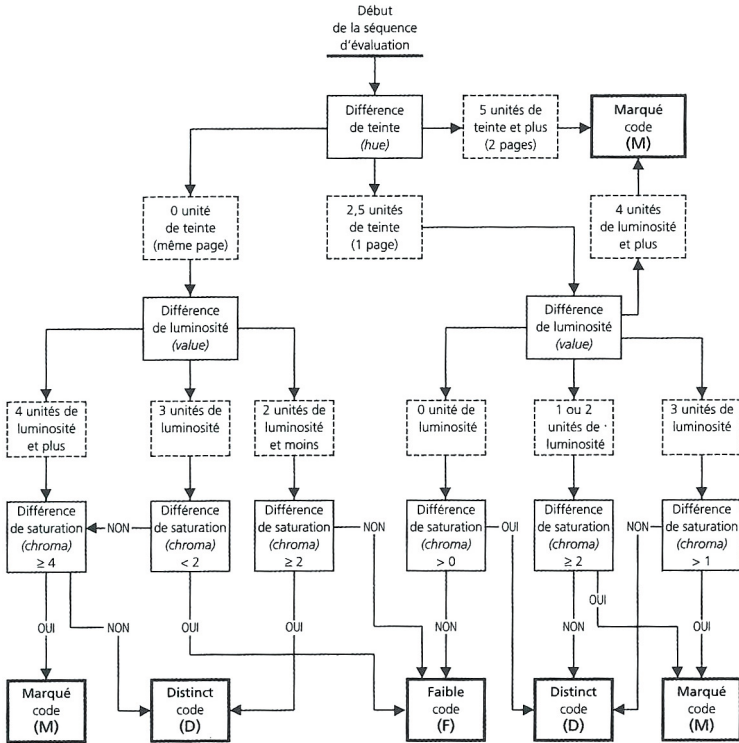 Début
de la séquence
d'évaluation
Différence
de teinte
(hue)
5 unités de
teinte et plus
(2 pages)
Marqué
code
(M)
0 unité
de teinte
(même page)
2,5 unités
de teinte
(1 page)
4 unités
de luminosité
et plus
Différence
de luminosité
(value)
Différence
de luminosité
(value)
4 unités de
luminosité
et plus
3 unités de
luminosité
2 unités de
luminosité
et moins
0 unité de
luminosité
1 ou 2
unités de
luminosité
3 unités de
luminosité
Différence
de saturation
(chroma)
≥ 4
NON
Différence
de saturation
(chroma)
< 2
Différence
de saturation
(chroma)
≥ 2
NON
Différence
de saturation
(chroma)
> 0
OUI
Différence
de saturation
(chroma)
≥ 2
NON
Différence
de saturation
(chroma)
> 1
OUI
OUI
NON
OUI
OUI
NON
NON
OUI
Marqué
code
(M)
Distinct
code
(D)
Faible
code
(F)
Distinct
code
(D)
Marqué
code
(M)